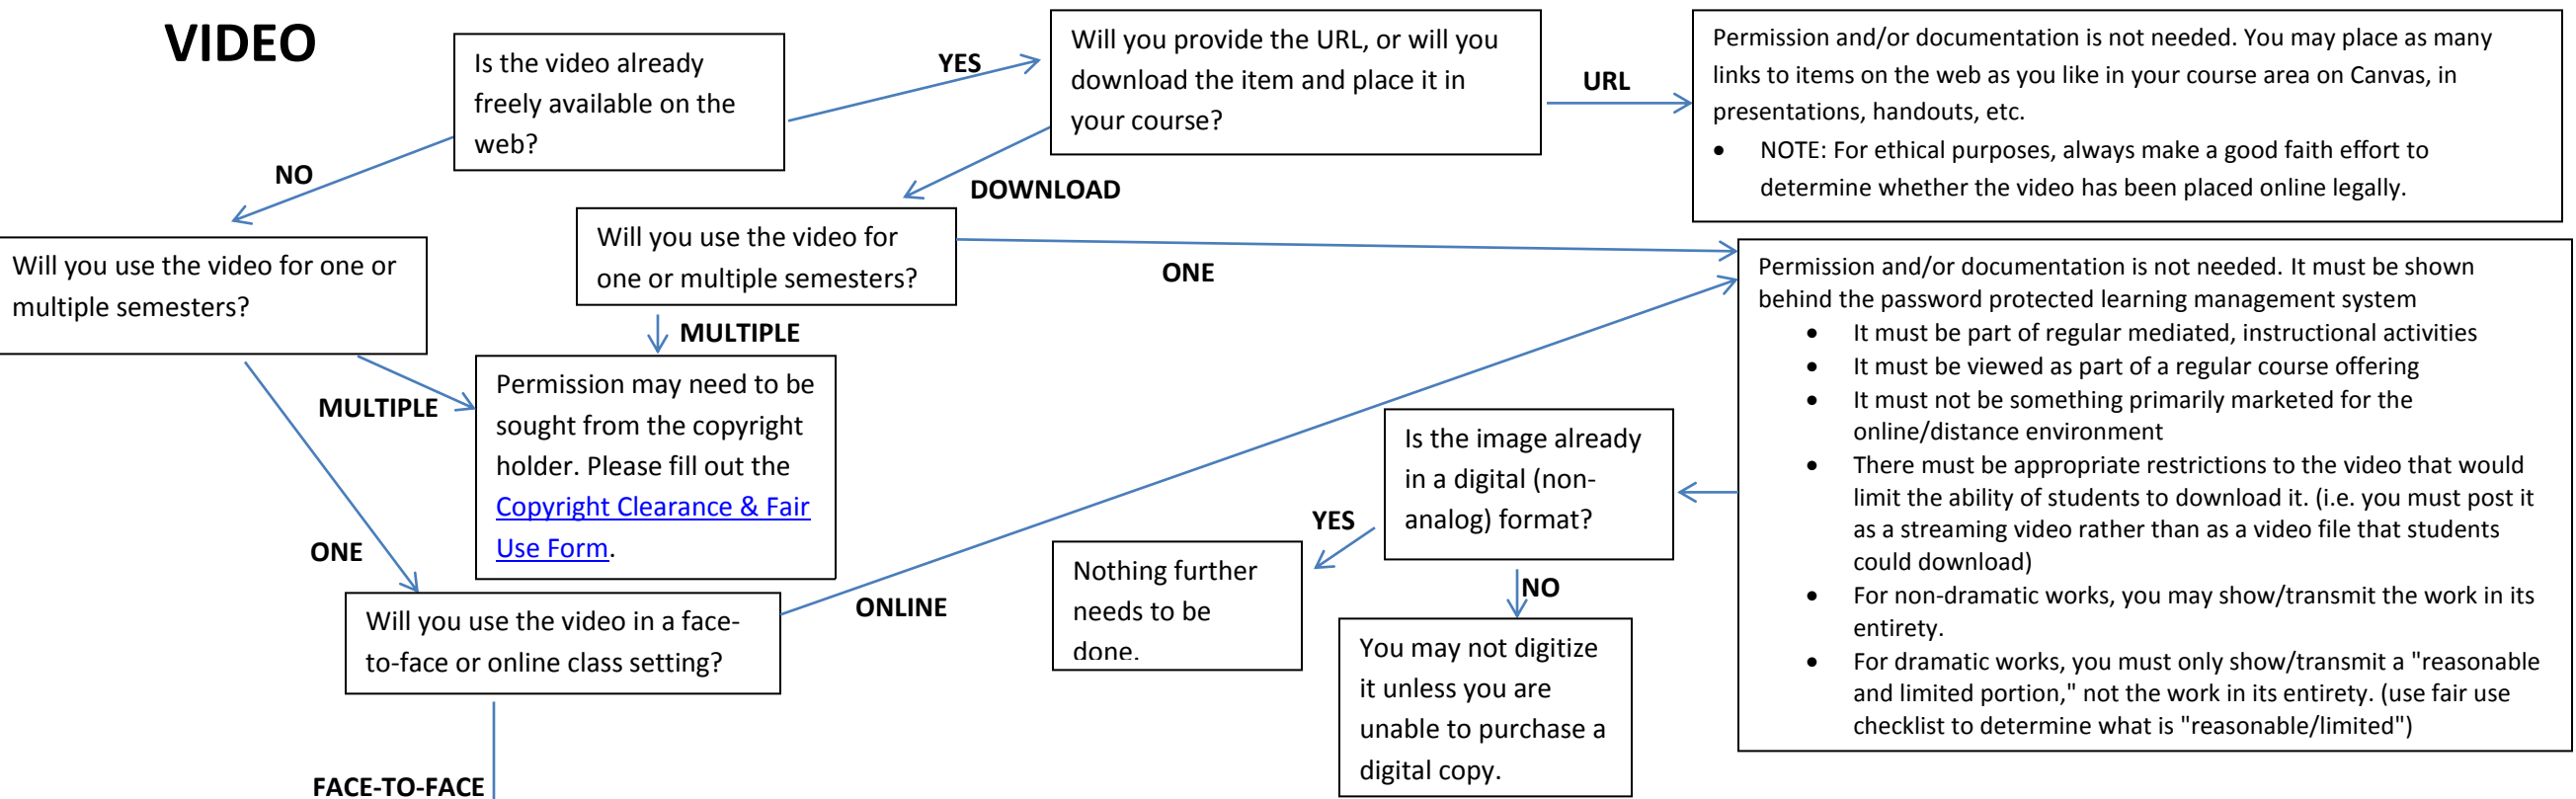 VIDEO
Is the video already
freely available on the
web?
YES
Will you provide the URL, or will you
download the item and place it in
your course?
URL
Permission and/or documentation is not needed. You may place as many
links to items on the web as you like in your course area on Canvas, in
presentations, handouts, etc.
• NOTE: For ethical purposes, always make a good faith effort to
determine whether the video has been placed online legally.
NO
DOWNLOAD
Will you use the video for one or
multiple semesters?
Will you use the video for
one or multiple semesters?
ONE
Permission and/or documentation is not needed. It must be shown
behind the password protected learning management system
• It must be part of regular mediated, instructional activities
• It must be viewed as part of a regular course offering
• It must not be something primarily marketed for the
online/distance environment
• There must be appropriate restrictions to the video that would
limit the ability of students to download it. (i.e. you must post it
as a streaming video rather than as a video file that students
could download)
• For non-dramatic works, you may show/transmit the work in its
entirety.
• For dramatic works, you must only show/transmit a "reasonable
and limited portion," not the work in its entirety. (use fair use
checklist to determine what is "reasonable/limited")
MULTIPLE
MULTIPLE
Permission may need to be
sought from the copyright
holder. Please fill out the
Copyright Clearance & Fair
Use Form.
Is the image already
in a digital (non-
analog) format?
YES
Nothing further
needs to be
done.
NO
You may not digitize
it unless you are
unable to purchase a
digital copy.
ONE
Will you use the video in a face-
to-face or online class setting?
ONLINE
FACE-TO-FACE